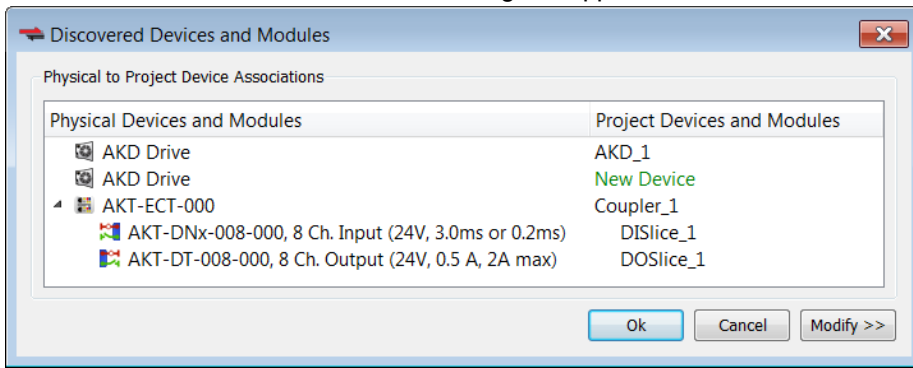 Discovered Devices and Modules
Physical to Project Device Associations
Physical Devices and Modules Project Devices and Modules
AKD Drive AKD_1
AKD Drive New Device
AKT-ECT-000 Coupler_1
AKT-DNx-008-000, 8 Ch. Input (24V, 3.0ms or 0.2ms) DISlice_1
AKT-DT-008-000, 8 Ch. Output (24V, 0.5 A, 2A max) DOSlice_1
Ok Cancel Modify >>